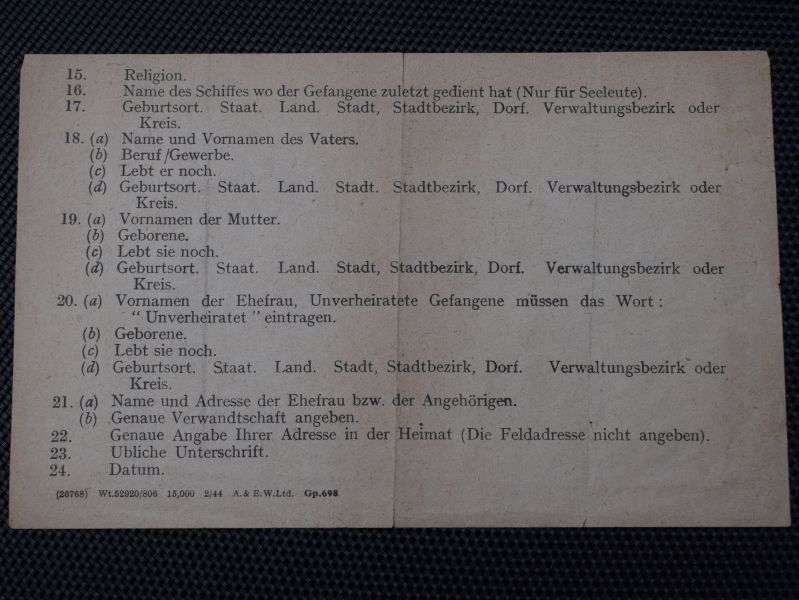 15. Religion.
16. Name des Schiffes wo der Gefangene zuletzt gedient hat (Nur für Seeleute).
17. Geburtsort. Staat. Land. Stadt, Stadtbezirk, Dorf. Verwaltungsbezirk oder
Kreis.
18. (a) Name und Vornamen des Vaters.
(b) Beruf/Gewerbe.
(c) Lebt er noch.
(d) Geburtsort. Staat. Land. Stadt. Stadtbezirk, Dorf. Verwaltungsbezirk oder
Kreis.
19. (a) Vornamen der Mutter.
(b) Geborene.
(c) Lebt sie noch.
(d) Geburtsort. Staat. Land. Stadt, Stadtbezirk, Dorf. Verwaltungsbezirk oder
Kreis.
20. (a) Vornamen der Ehefrau, Unverheiratete Gefangene müssen das Wort :
“ Unverheiratet ” eintragen.
(b) Geborene.
(c) Lebt sie noch.
(d) Geburtsort. Staat. Land. Stadt, Stadtbezirk, Dorf. Verwaltungsbezirk oder
Kreis.
21. (a) Name und Adresse der Ehefrau bzw. der Angehörigen.
(b) Genaue Verwandtschaft angeben.
22. Genaue Angabe Ihrer Adresse in der Heimat (Die Feldadresse nicht angeben).
23. Ubliche Unterschrift.
24. Datum.
(26768) Wt.52920/806 15,000 2/44 A. & E. W. Ltd. Gp.698